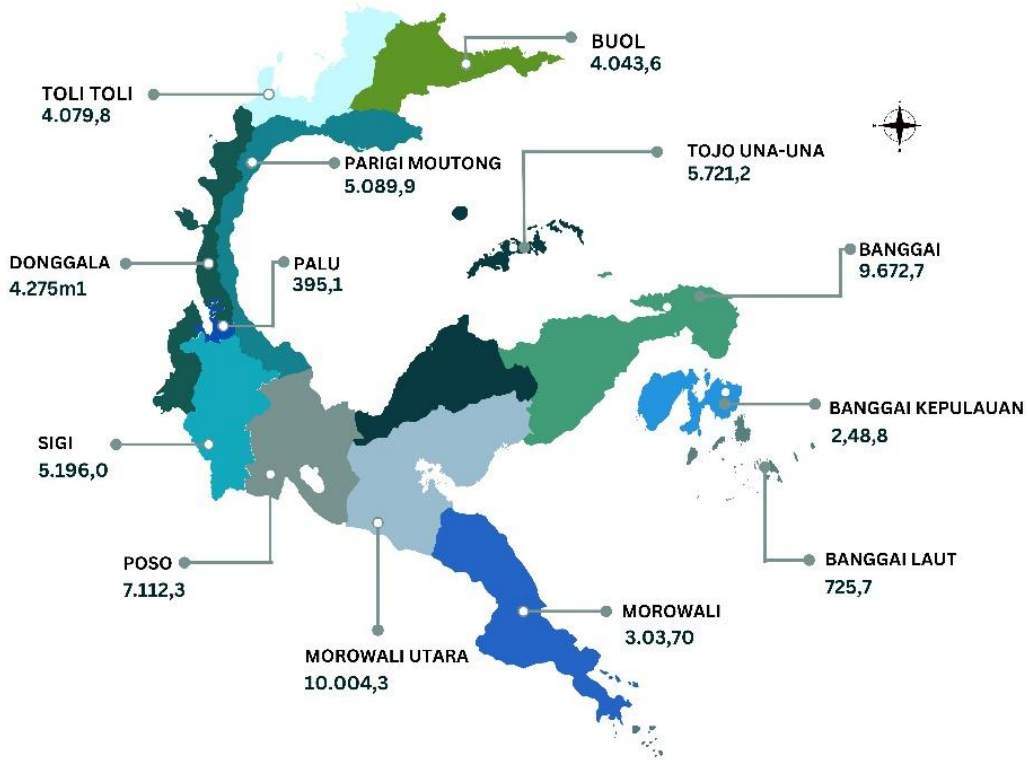 BUOL
4.043,6
TOLI TOLI
4.079,8
TOJO UNA-UNA
5.721,2
PARIGI MOUTONG
5.089,9
BANGGAI
9.672,7
DONGGALA
4.275m1
PALU
395,1
BANGGAI KEPULAUAN
2,48,8
SIGI
5.196,0
POSO
7.112,3
BANGGAI LAUT
725,7
MOROWALI
3.03,70
MOROWALI UTARA
10.004,3